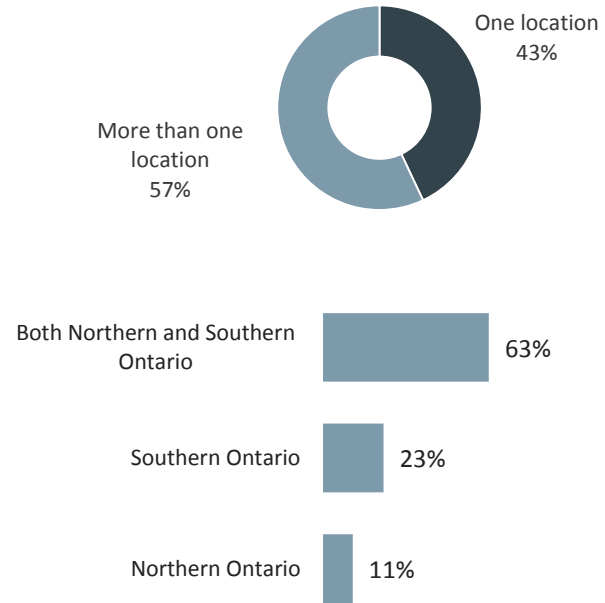 One location
43%
More than one
location
57%
Both Northern and Southern
Ontario
63%
Southern Ontario
23%
Northern Ontario
11%